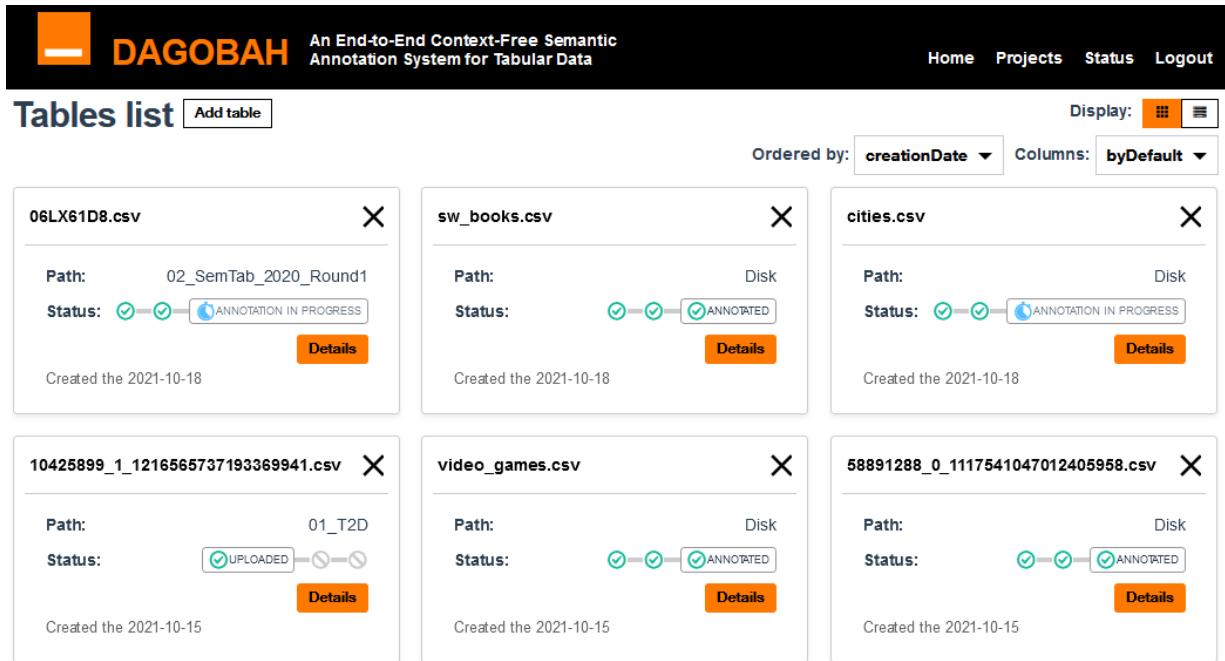 DAGOBAH
An End-to-End Context-Free Semantic
Annotation System for Tabular Data
Home Projects Status Logout
Tables list Add table
Display:
Ordered by: creationDate Columns: byDefault
06LX61D8.csv
Path: 02_SemTab_2020_Round1
Status: ANNOTATION IN PROGRESS
Details
Created the 2021-10-18
sw_books.csv
Path: Disk
Status: ANNOTATED
Details
Created the 2021-10-18
cities.csv
Path: Disk
Status: ANNOTATION IN PROGRESS
Details
Created the 2021-10-18
10425899_1_1216565737193369941.csv
Path: 01_T2D
Status: UPLOADED
Details
Created the 2021-10-15
video_games.csv
Path: Disk
Status: ANNOTATED
Details
Created the 2021-10-15
58891288_0_1117541047012405958.csv
Path: Disk
Status: ANNOTATED
Details
Created the 2021-10-15